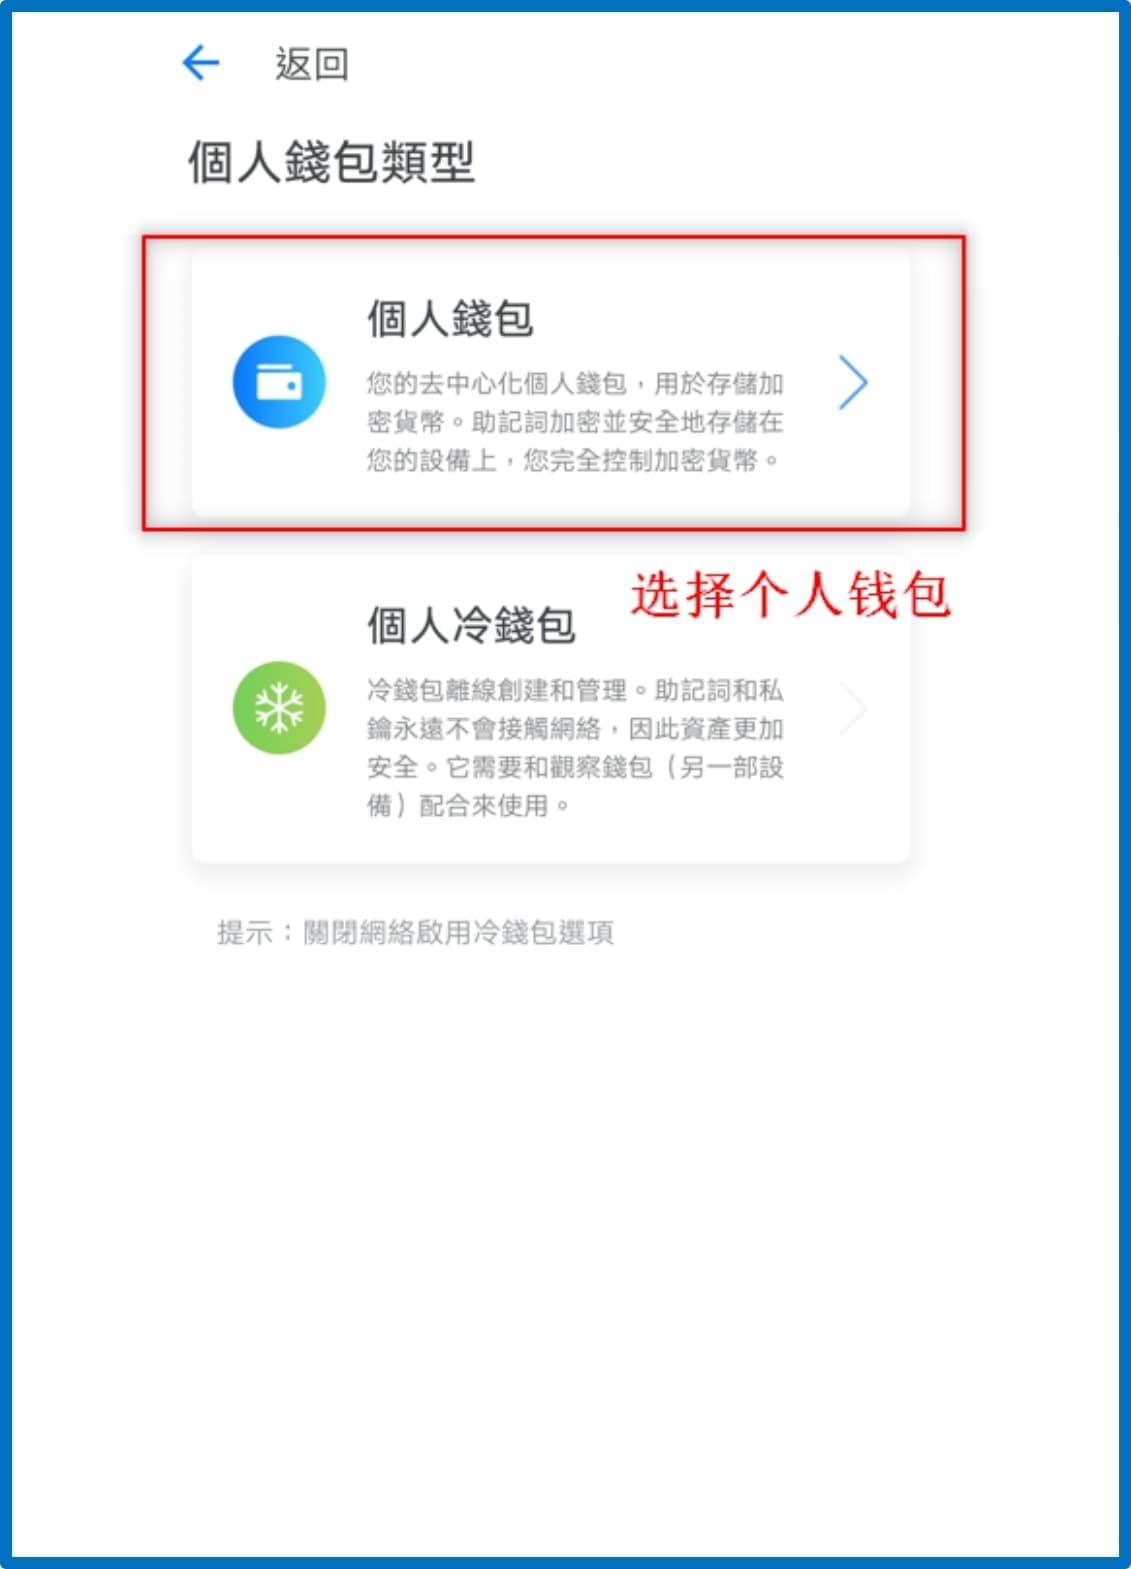 返回
個人錢包類型
個人錢包
您的去中心化個人錢包，用於存儲加
密貨幣。助記詞加密並安全地存儲在
您的設備上，您完全控制加密貨幣。
选择个人钱包
個人冷錢包
冷錢包離線創建和管理。助記詞和私
鑰永遠不會接觸網絡，因此資產更加
安全。它需要和觀察錢包（另一部設
備）配合來使用。
提示：關閉網絡啟用冷錢包選項